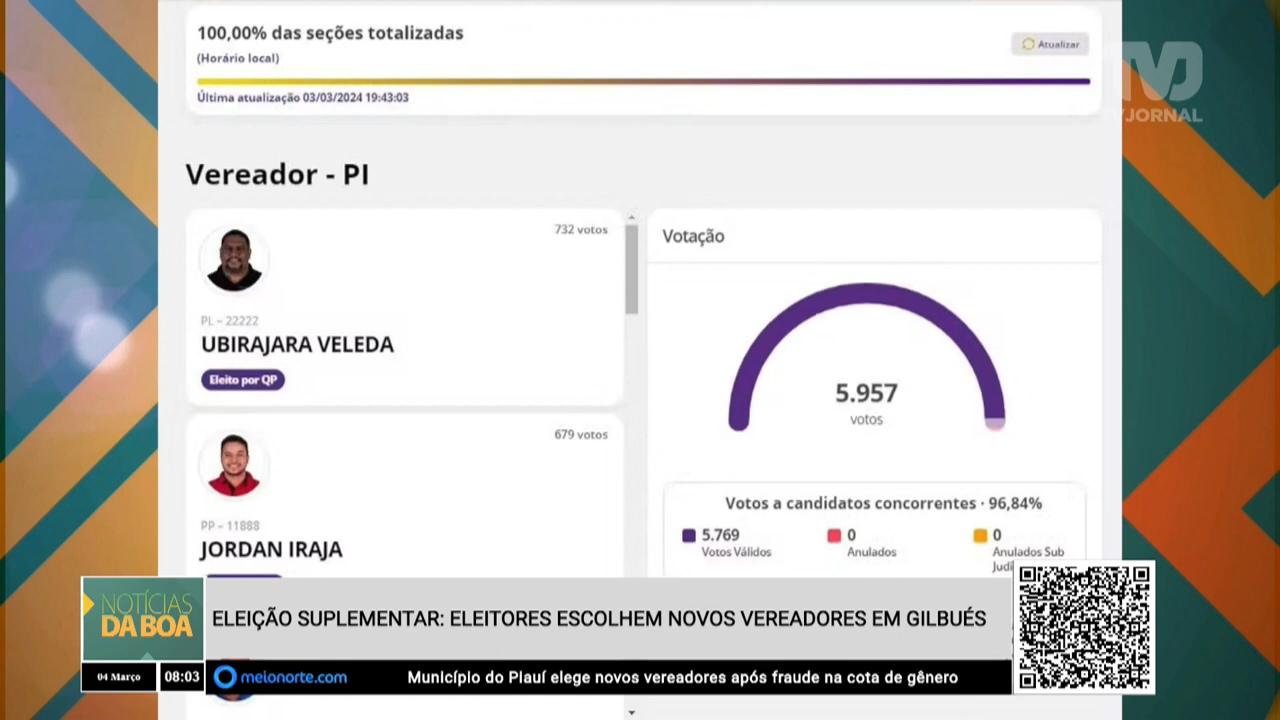 100,00% das seções totalizadas
(Horário local)
Atualizar
Última atualização 03/03/2024 19:43:03
TVJORNAL
Vereador - PI
732 votos
PL – 22222
UBIRAJARA VELEDA
Eleito por QP
679 votos
PP – 11888
JORDAN IRAJA
Votação
5.957
votos
Votos a candidatos concorrentes · 96,84%
5.769
Votos Válidos
0
Anulados
0
Anulados Sub
NOTÍCIAS
DA BOA
ELEIÇÃO SUPLEMENTAR: ELEITORES ESCOLHEM NOVOS VEREADORES EM GILBUÉS
04 Março
08:03
meionorte.com
Município do Piauí elege novos vereadores após fraude na cota de gênero